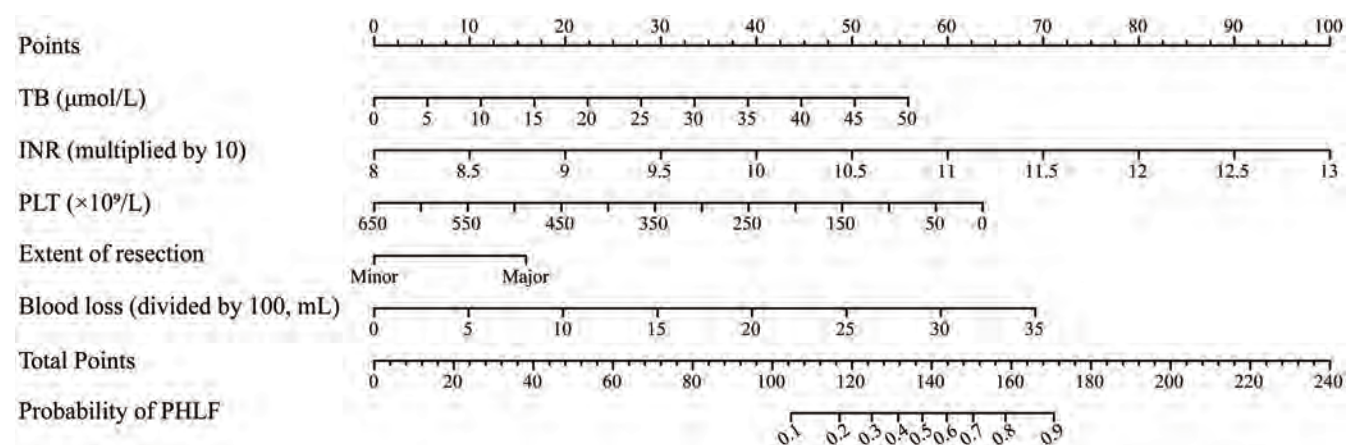 0 10 20 30 40 50 60 70 80 90 100
Points
TB (μmol/L)
0 5 10 15 20 25 30 35 40 45 50
INR (multiplied by 10)
8 8.5 9 9.5 10 10.5 11 11.5 12 12.5 13
PLT (×10⁹/L)
650 550 450 350 250 150 50 0
Extent of resection
Minor Major
Blood loss (divided by 100, mL)
0 5 10 15 20 25 30 35
Total Points
0 20 40 60 80 100 120 140 160 180 200 220 240
Probability of PHLF
0.1 0.2 0.3 0.4 0.5 0.6 0.7 0.8 0.9